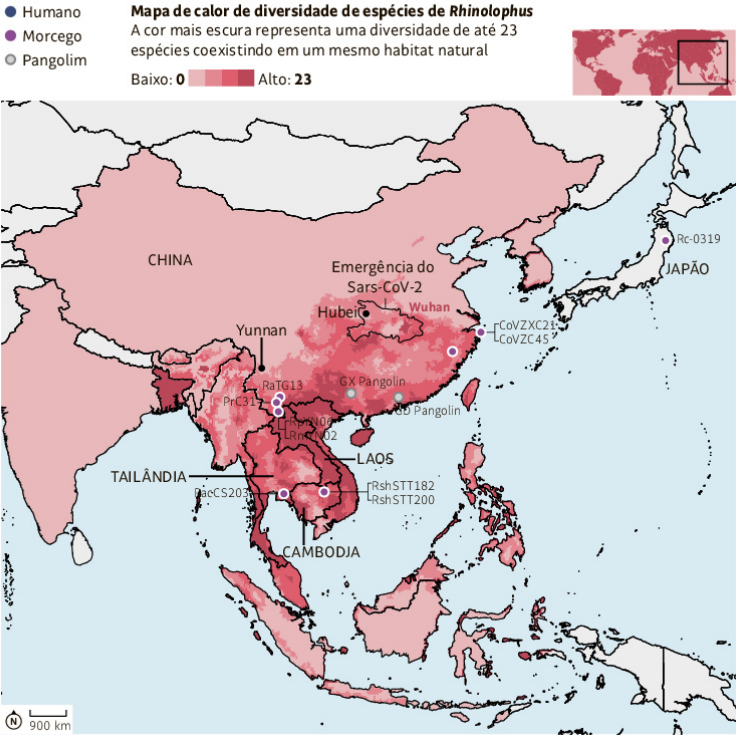 Humano
Morcego
Pangolim
Mapa de calor de diversidade de espécies de Rhinolophus
A cor mais escura representa uma diversidade de até 23
espécies coexistindo em um mesmo habitat natural
Baixo: 0
Alto: 23
CHINA
Emergência do
Sars-CoV-2
Hubei
Wuhan
Rc-0319
JAPÃO
CoVZXC21
CoVZC45
Yunnan
RaTG13
GX Pangolin
PrC31
GD Pangolin
RmYN02
LAOS
TAILÂNDIA
RacCS203
RshSTT182
RshSTT200
CAMBODJA
N
900 km